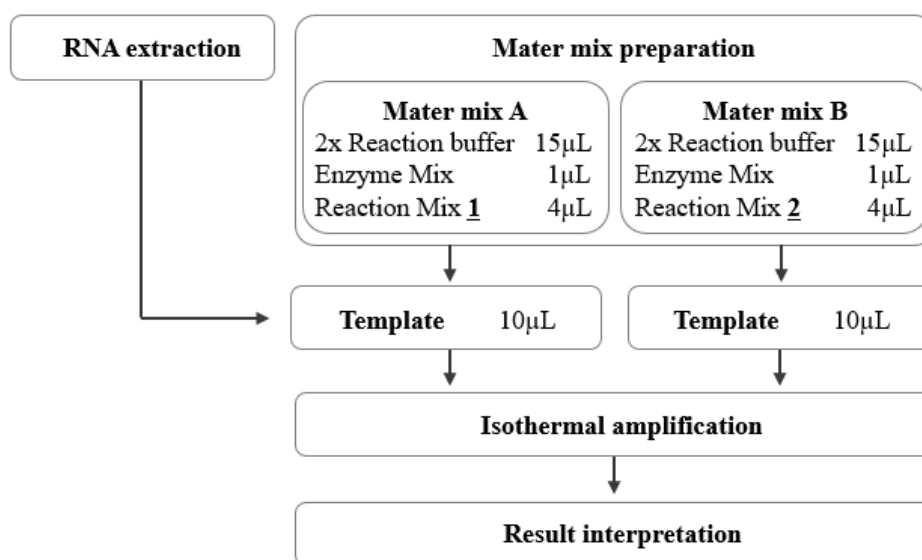 RNA extraction
Mater mix preparation
Mater mix A
2x Reaction buffer 15μL
Enzyme Mix 1μL
Reaction Mix 1 4μL
Mater mix B
2x Reaction buffer 15μL
Enzyme Mix 1μL
Reaction Mix 2 4μL
Template 10μL
Template 10μL
Isothermal amplification
Result interpretation